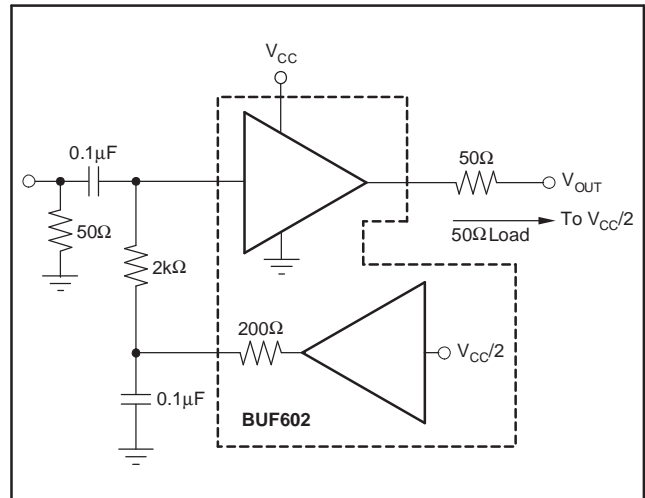 V_CC
0.1µF
50Ω
50Ω
V_OUT
To V_CC/2
50Ω Load
2kΩ
200Ω
V_CC/2
0.1µF
BUF602